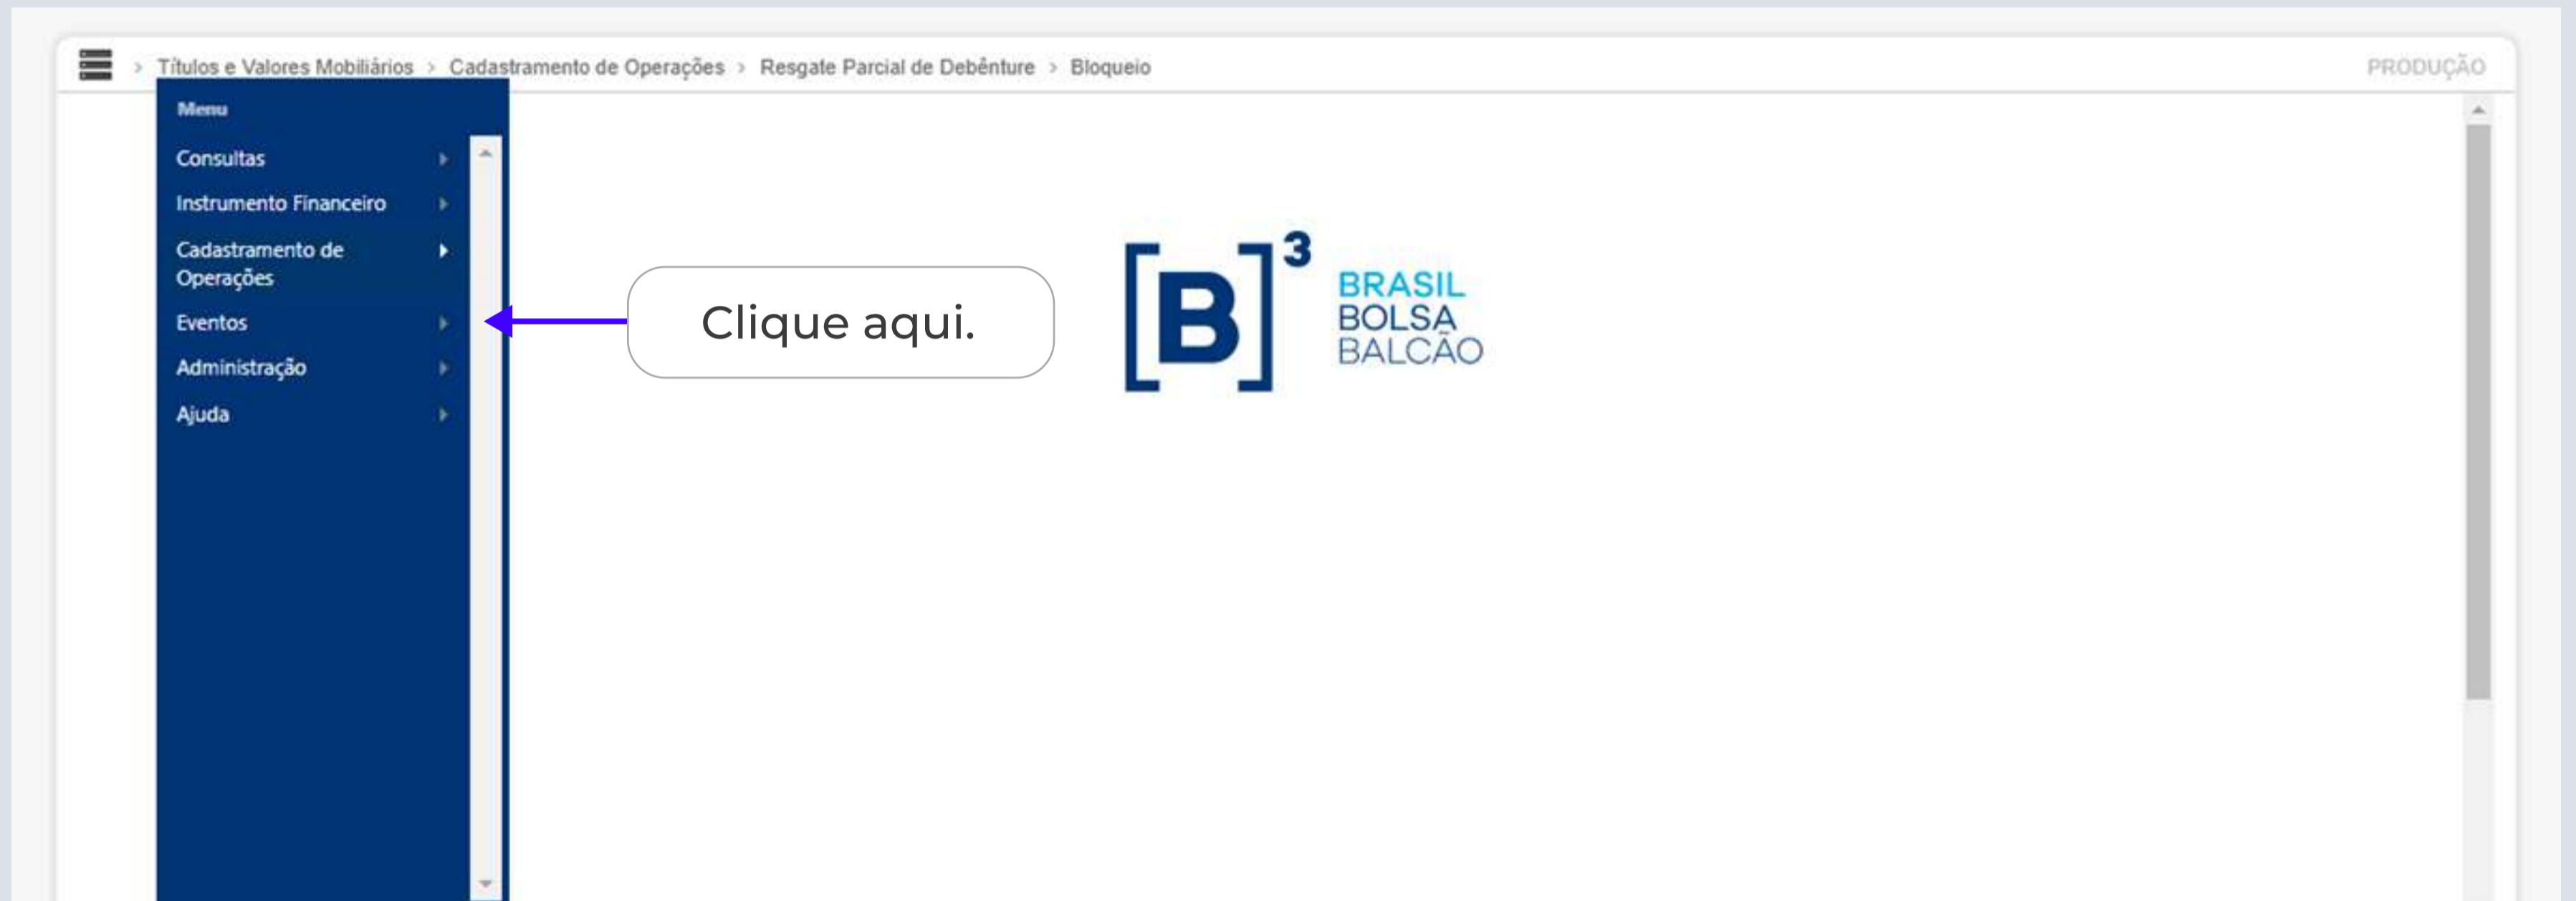 > Títulos e Valores Mobiliários > Cadastramento de Operações > Resgate Parcial de Debênture > Bloqueio
PRODUÇÃO
Menu
Consultas
Instrumento Financeiro
Cadastramento de
Operações
Eventos
Administração
Ajuda
Clique aqui.
[B]³
BRASIL
BOLSA
BALCÃO